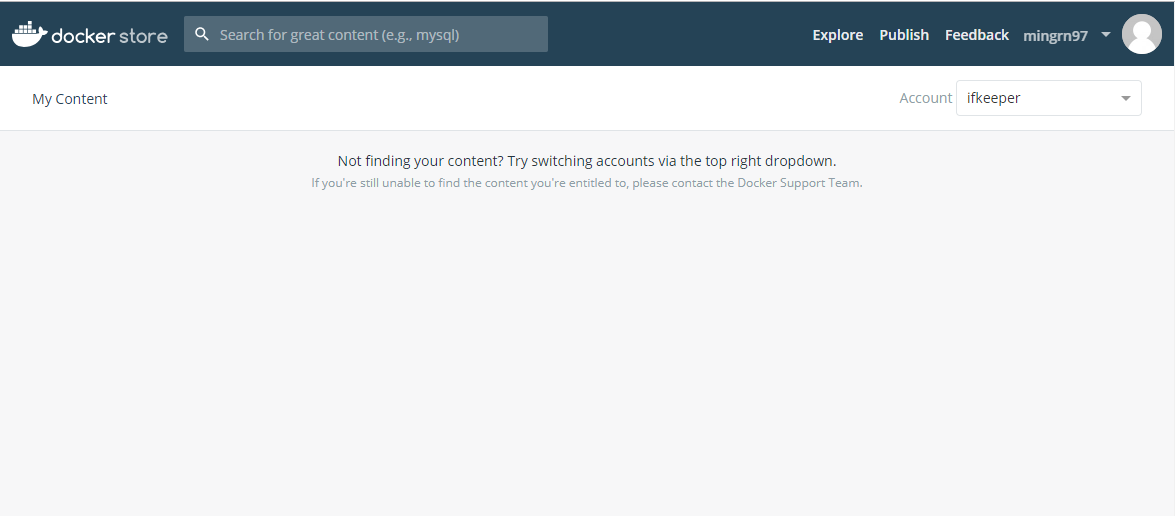 docker store
Search for great content (e.g., mysql)
Explore Publish Feedback mingrn97
My Content
Account ifkeeper
Not finding your content? Try switching accounts via the top right dropdown.
If you're still unable to find the content you're entitled to, please contact the Docker Support Team.